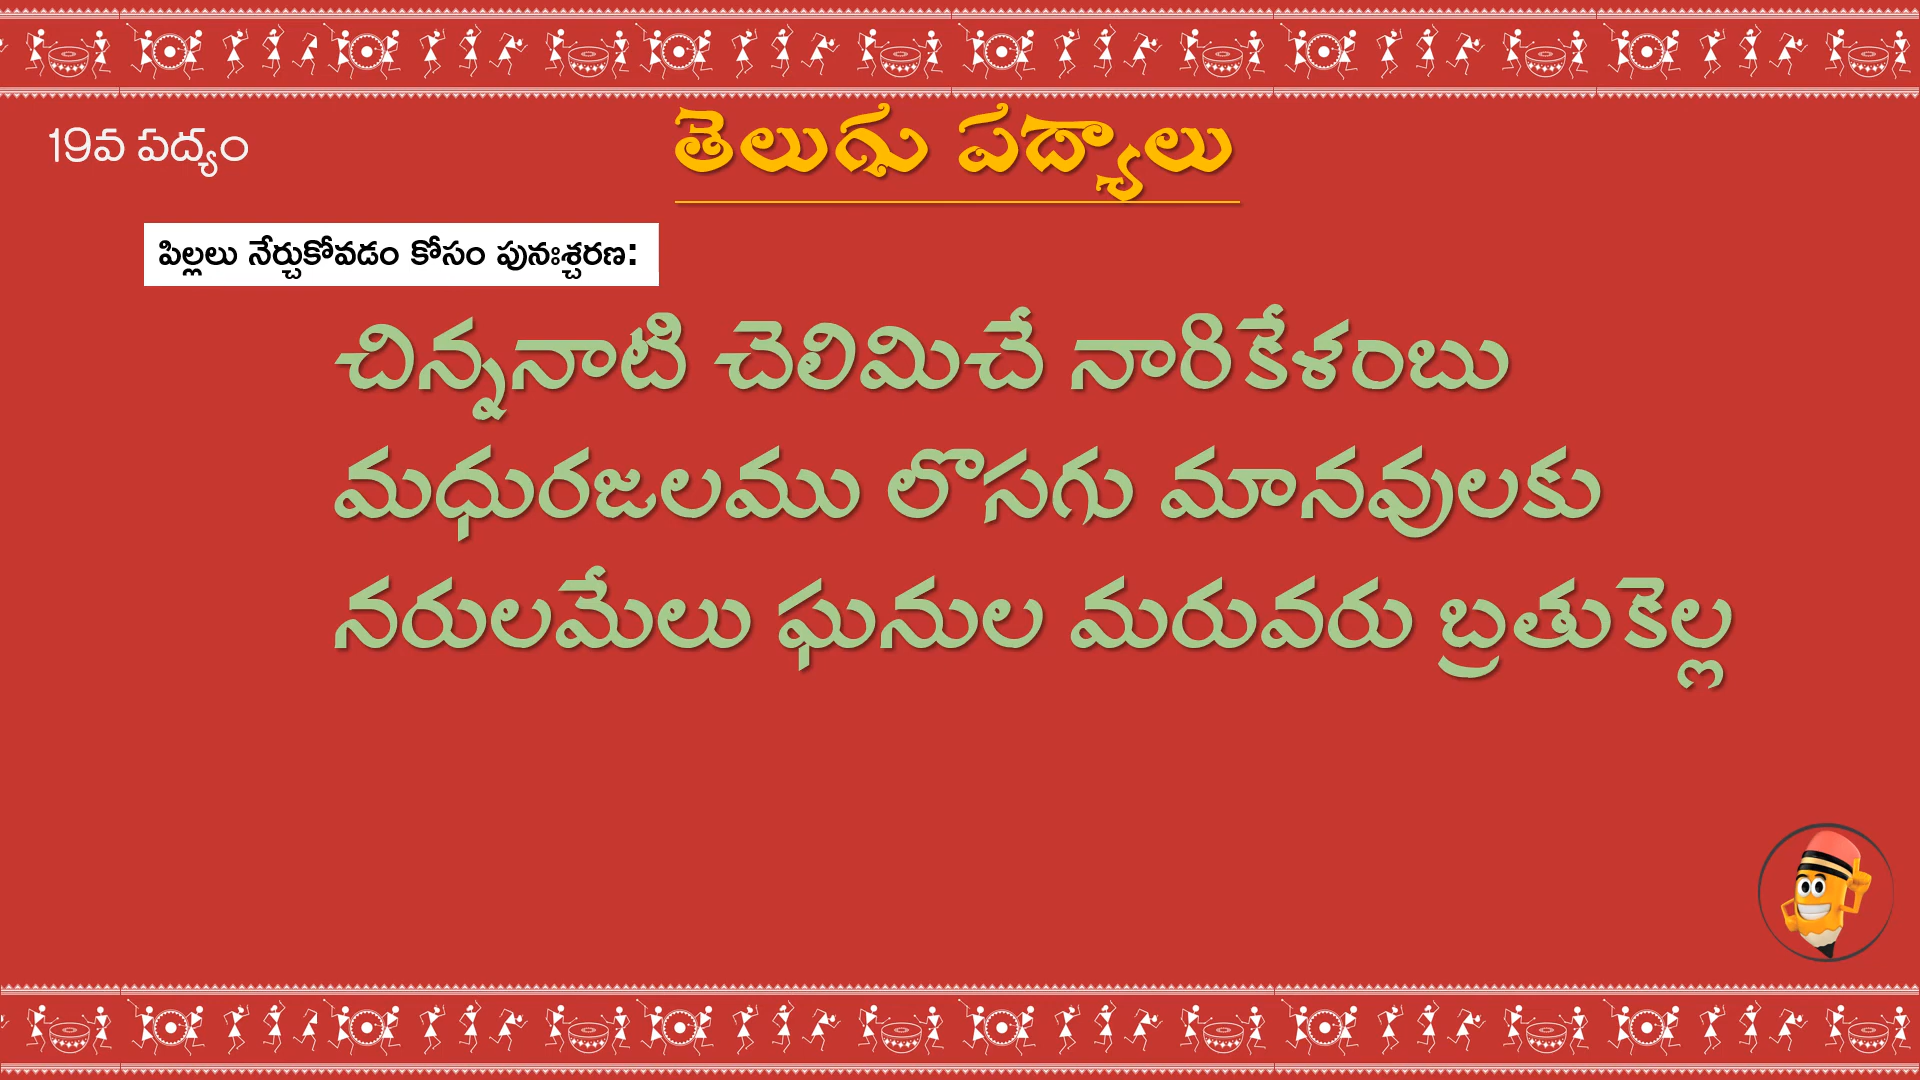 19వ పద్యం
తెలుగు పద్యాలు
పిల్లలు నేర్చుకోవడం కోసం పునఃశ్చరణ:
చిన్ననాటి చెలిమిచే నారికేళంబు
మధురజలము లొసగు మానవులకు
నరులమేలు ఘనుల మరువరు బ్రతుకెల్ల